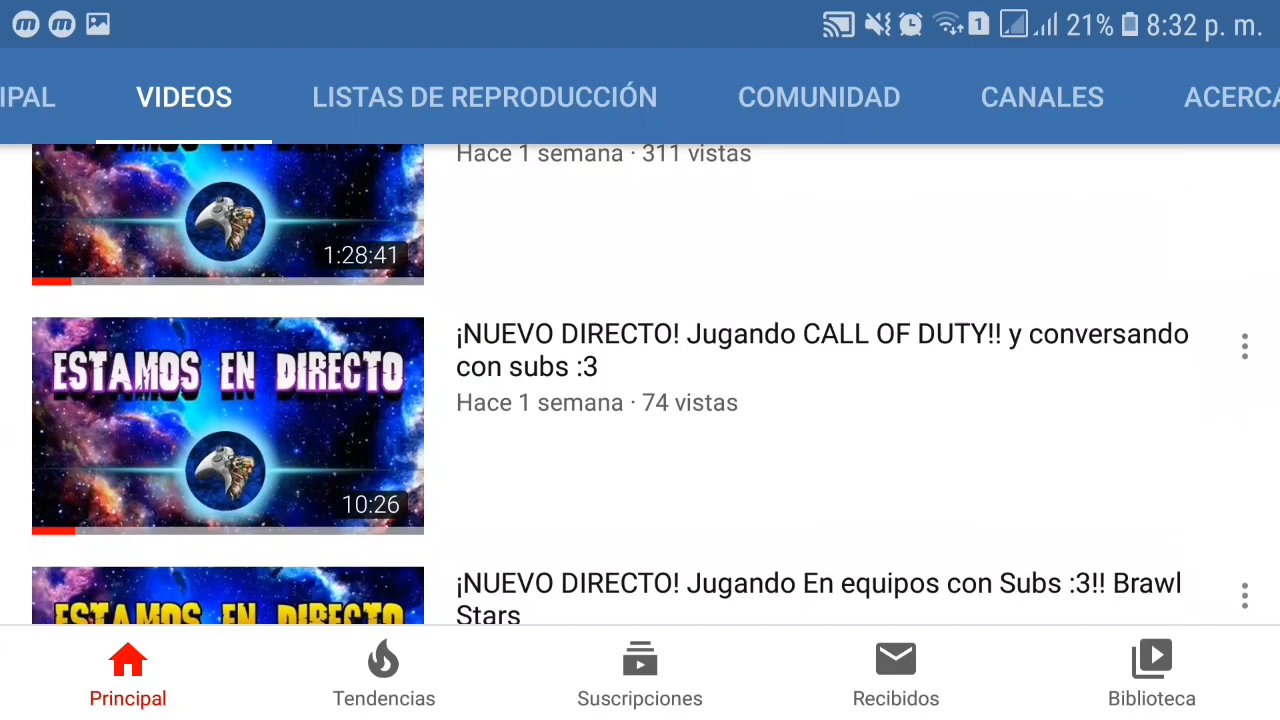 21% 8:32 p. m.
IPAL VIDEOS LISTAS DE REPRODUCCIÓN COMUNIDAD CANALES ACERCA
Hace 1 semana · 311 vistas
1:28:41
¡NUEVO DIRECTO! Jugando CALL OF DUTY!! y conversando
con subs :3
Hace 1 semana · 74 vistas
ESTAMOS EN DIRECTO
10:26
¡NUEVO DIRECTO! Jugando En equipos con Subs :3!! Brawl
Stars
ESTAMOS EN DIRECTO
Principal Tendencias Suscripciones Recibidos Biblioteca